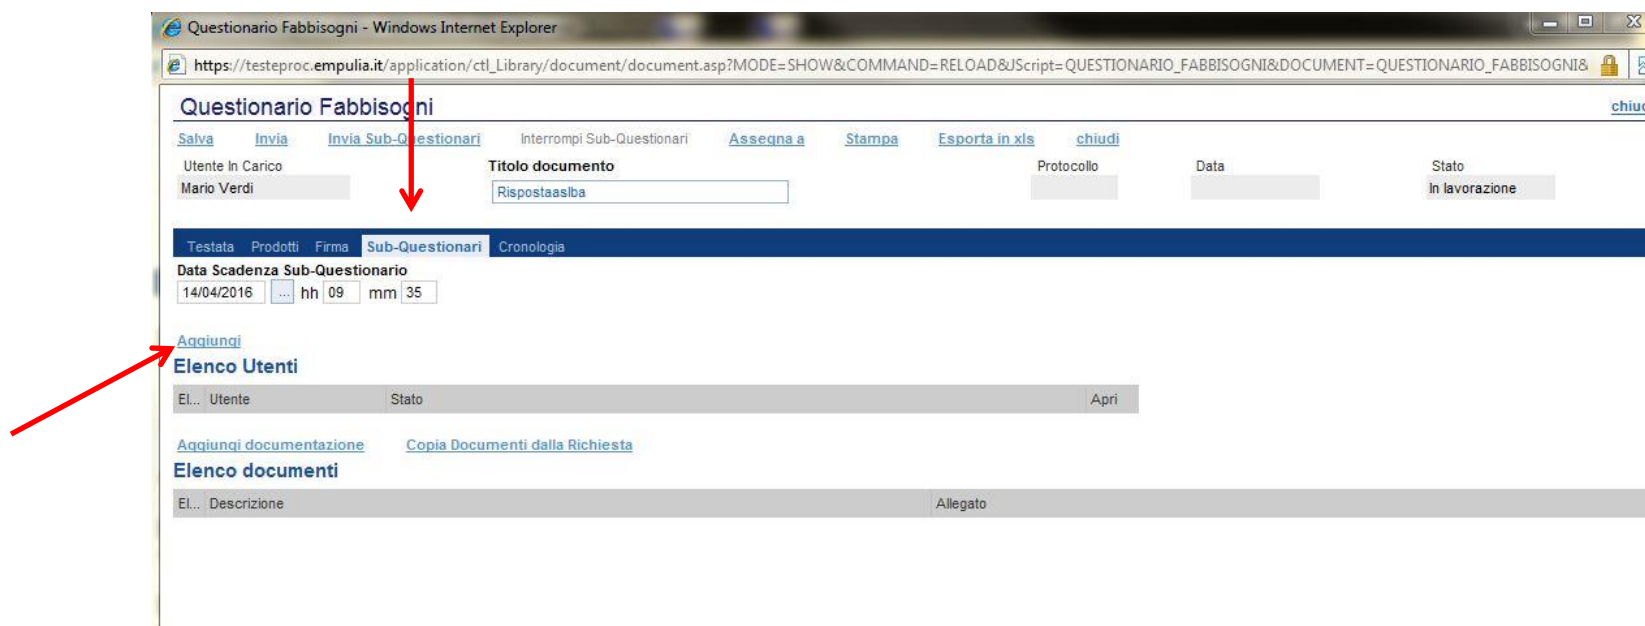 Questionario Fabbisogni - Windows Internet Explorer
https://testeproc.empulia.it/application/ctl_Library/document/document.asp?MODE=SHOW&COMMAND=RELOAD&JScript=QUESTIONARIO_FABBISOGNI&DOCUMENT=QUESTIONARIO_FABBISOGNI&
Questionario Fabbisogni chiud
Salva Invia Invia Sub-Questionari Interrompi Sub-Questionari Assegna a Stampa Esporta in xls chiudi
Utente In Carico Titolo documento Protocollo Data Stato
Mario Verdi Rispostaaslba In lavorazione
Testata Prodotti Firma Sub-Questionari Cronologia
Data Scadenza Sub-Questionario
14/04/2016 ... hh 09 mm 35
Aggiungi
Elenco Utenti
El... Utente Stato Apri
Aggiungi documentazione Copia Documenti dalla Richiesta
Elenco documenti
El... Descrizione Allegato